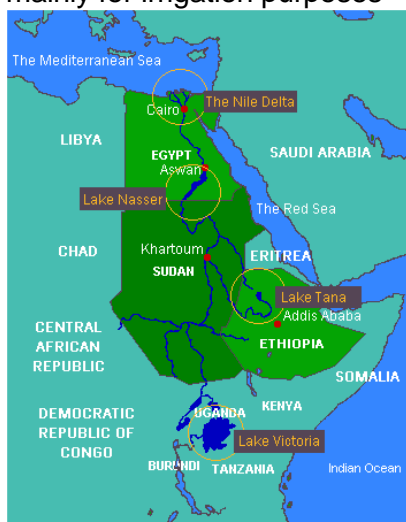 mainly for irrigation purposes
The Mediterranean Sea
The Nile Delta
Cairo
LIBYA
EGYPT
SAUDI ARABIA
Aswan
Lake Nasser
The Red Sea
CHAD
Khartoum
ERITREA
SUDAN
Lake Tana
Addis Ababa
CENTRAL
AFRICAN
REPUBLIC
ETHIOPIA
SOMALIA
DEMOCRATIC
REPUBLIC OF
CONGO
UGANDA
KENYA
Lake Victoria
BURUNDI
TANZANIA
Indian Ocean